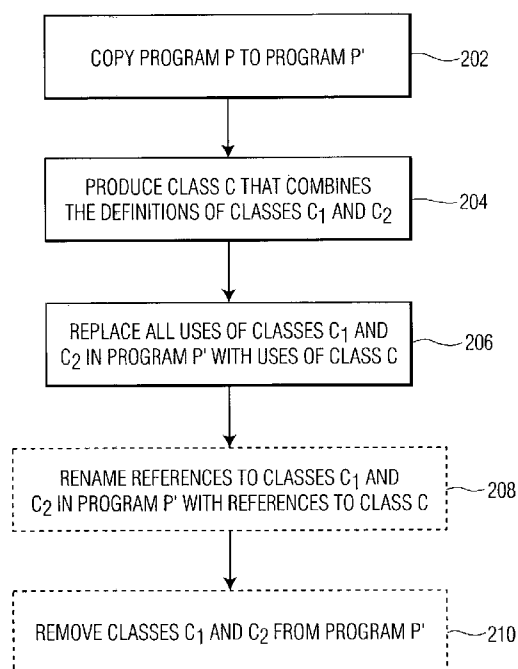 COPY PROGRAM P TO PROGRAM P'
202
PRODUCE CLASS C THAT COMBINES
THE DEFINITIONS OF CLASSES C1 AND C2
204
REPLACE ALL USES OF CLASSES C1 AND
C2 IN PROGRAM P' WITH USES OF CLASS C
206
RENAME REFERENCES TO CLASSES C1 AND
C2 IN PROGRAM P' WITH REFERENCES TO CLASS C
208
REMOVE CLASSES C1 AND C2 FROM PROGRAM P'
210